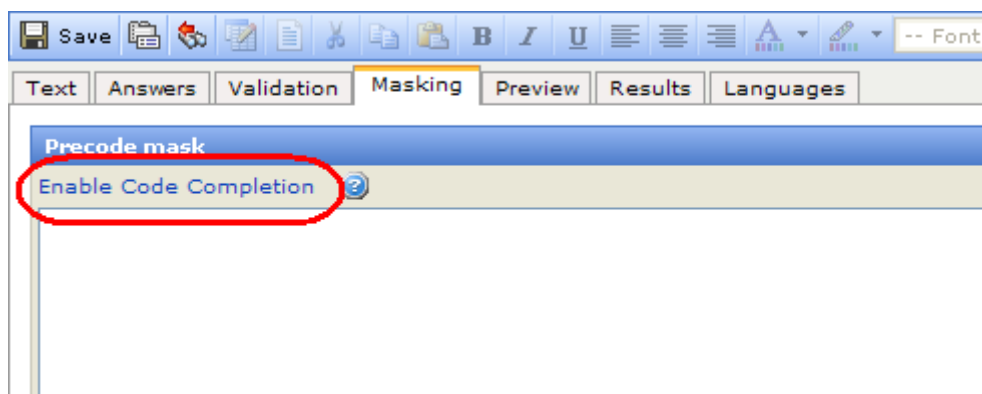 Save B I U A -- Font
Text Answers Validation Masking Preview Results Languages
Precode mask
Enable Code Completion ?